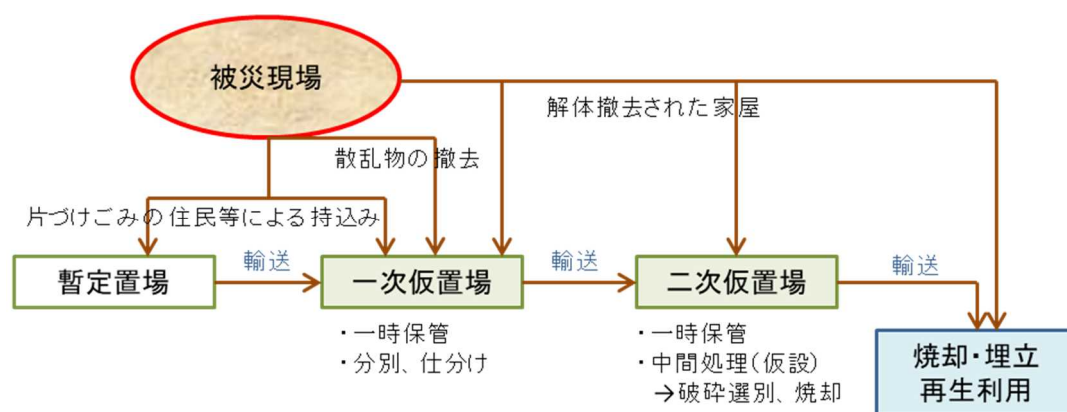 被災現場
解体撤去された家屋
散乱物の撤去
片づけごみの住民等による持込み
暫定置場
輸送
一次仮置場
輸送
二次仮置場
輸送
・一時保管
・分別、仕分け
・一時保管
・中間処理(仮設)
→破砕選別、焼却
焼却・埋立
再生利用